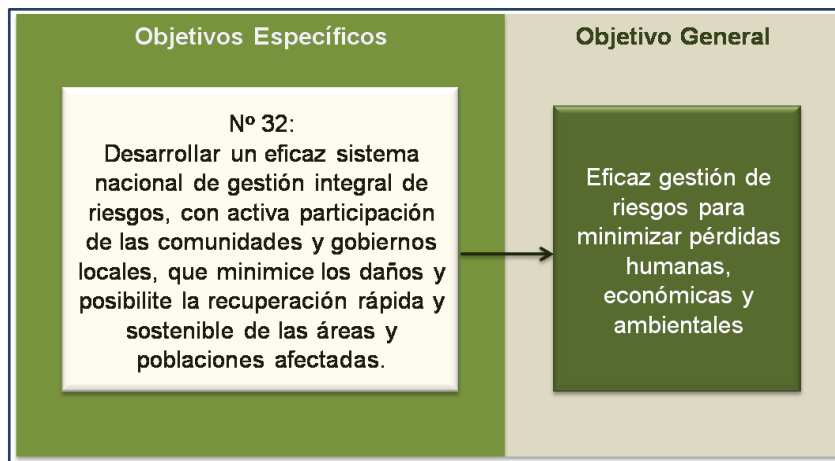 Objetivos Específicos
Nº 32:
Desarrollar un eficaz sistema
nacional de gestión integral de
riesgos, con activa participación
de las comunidades y gobiernos
locales, que minimice los daños y
posibilite la recuperación rápida y
sostenible de las áreas y
poblaciones afectadas.
Objetivo General
Eficaz gestión de
riesgos para
minimizar pérdidas
humanas,
económicas y
ambientales